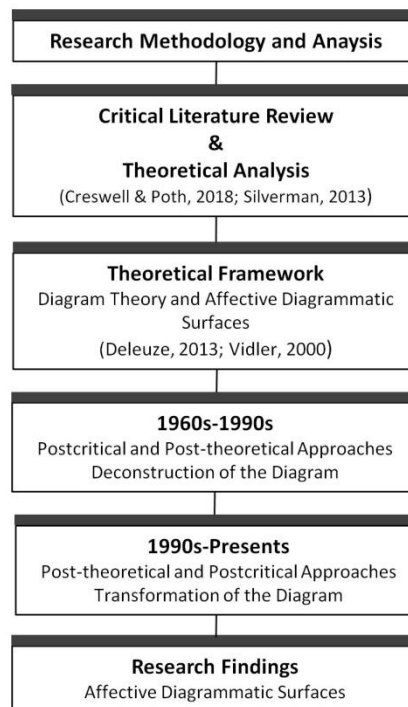 Research Methodology and Anaysis
Critical Literature Review
&
Theoretical Analysis
(Creswell & Poth, 2018; Silverman, 2013)
Theoretical Framework
Diagram Theory and Affective Diagrammatic
Surfaces
(Deleuze, 2013; Vidler, 2000)
1960s-1990s
Postcritical and Post-theoretical Approaches
Deconstruction of the Diagram
1990s-Presents
Post-theoretical and Postcritical Approaches
Transformation of the Diagram
Research Findings
Affective Diagrammatic Surfaces